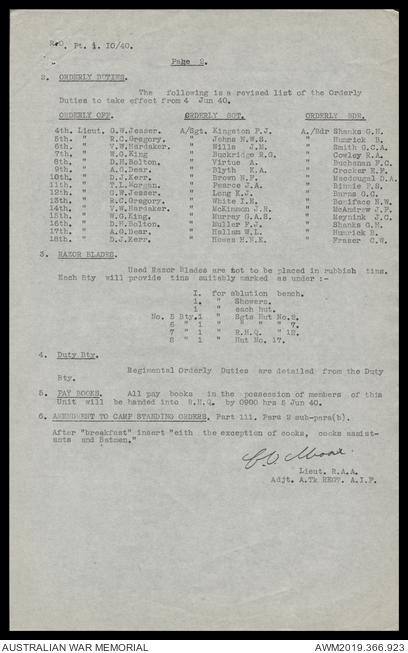 R.O. Pt. 1. 10/40.
Page 2.
2. ORDERLY DUTIES.
The following is a revised list of the Orderly
Duties to take effect from 4 Jun 40.
ORDERLY OFF. ORDERLY SGT. ORDERLY BDR.
4th. Lieut. G.W.Jesser. A/Sgt. Kingston P.J. A./Bdr Shanks G.H.
5th. " R.C.Gregory. " Johns N.W.S. " Humrick B.
6th. " V.W.Hardaker. " Wills J.M. " Smith G.C.A.
7th. " W.G.King " Buckridge R.G. " Cowley R.A.
8th. " D.H.Bolton. " Virtue A. " Buchanan F.C.
9th. " A.C.Dear. " Blyth K.A. " Crocker E.F.
10th. " D.J.Kerr. " Brown H.F. " Macdougal D.A.
11th. " T.L.Morgan. " Pearce J.A. " Binnie P.S.
12th. " G.W.Jesser. " Long K.J. " Burns G.C.
13th. " R.C.Gregory. " White I.M. " Boniface N.W.
14th. " V.W.Hardaker. " McKinnon J.R. " McAndrew J.F.
15th. " W.G.King. " Murray G.A.S. " Meynink J.C.
16th. " D.H.Bolton. " Muller F.J. " Shanks G.H.
17th. " A.G.Dear. " Hallam W.L. " Humrick B.
18th. " D.J.Kerr. " Howes H.N.E. " Fraser C.W.
3. RAZOR BLADES.
Used Razor Blades are not to be placed in rubbish tins.
Each Bty will provide tins suitably marked as under :-
I. for ablution bench.
1. " Showers.
1. " each hut.
No. 5 Bty.1 " Sgts Hut No.2.
6 " 1 " " " " 7.
7 " 1 " R.H.Q. " 12.
8 " 1 " Hut No. 17.
4. Duty Bty.
Regimental Orderly Duties are detailed from the Duty
Bty.
5. PAY BOOKS. All pay books in the possession of members of this
Unit will be handed into R.H.Q. by 0900 hrs 5 Jun 40.
6. AMENDMENT TO CAMP STANDING ORDERS. Part 111. Para 2 sub-para(b).
After "breakfast" insert "eith the exception of cooks, cooks assist-
ants and Batmen."
Lieut. R.A.A.
Adjt. A.Tk REGT. A.I.F.
AUSTRALIAN WAR MEMORIAL AWM2019.366.923